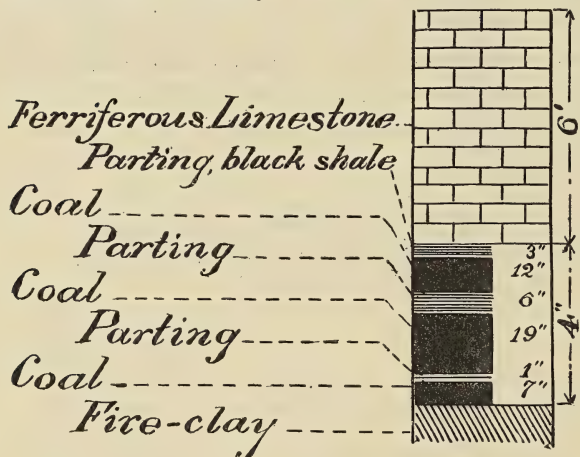 Ferriferous Limestone
6'
Parting, black shale
Coal
3"
12"
Parting
6"
Coal
19"
4"
Parting
1"
Coal
7"
Fire-clay